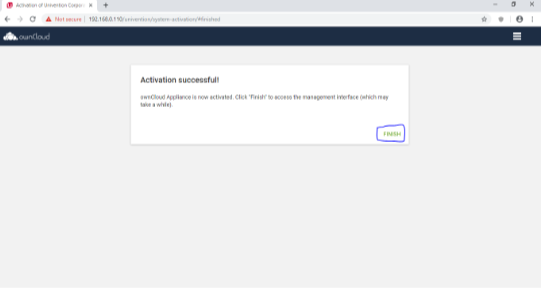 Activation of Univention Corpor
Not secure | 192.168.0.110/univention/system-activation/#finished
ownCloud
Activation successful!
ownCloud Appliance is now activated. Click "Finish" to access the management interface (which may
take a while).
FINISH